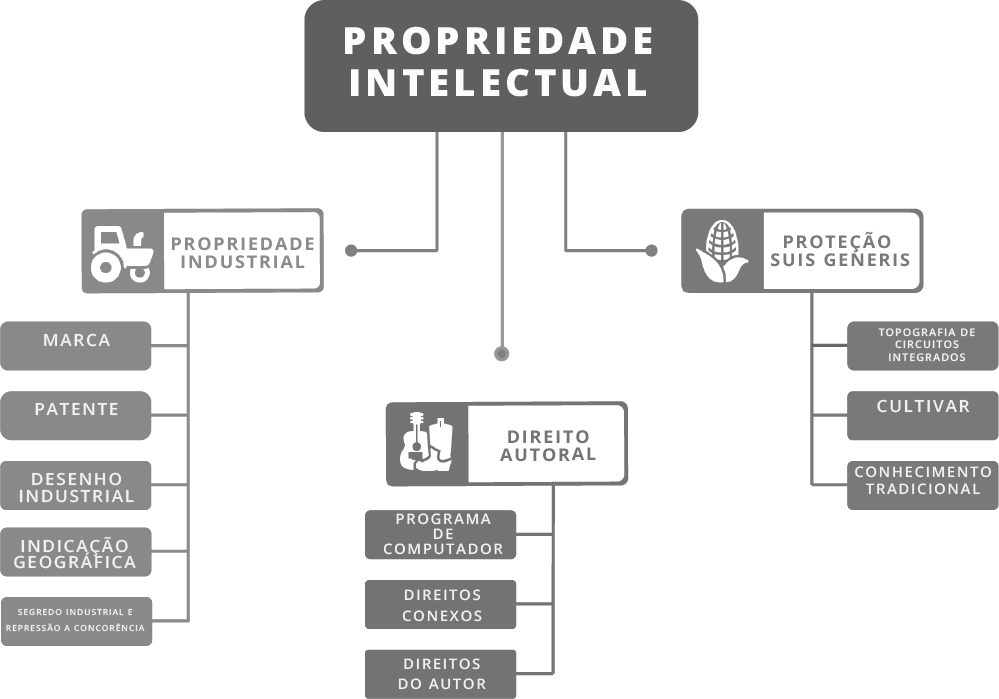 PROPRIEDADE
INTELECTUAL
PROPRIEDADE
INDUSTRIAL
MARCA
PATENTE
DESENHO
INDUSTRIAL
INDICAÇÃO
GEOGRÁFICA
SEGREDO INDUSTRIAL E
REPRESSÃO A CONCORÊNCIA
DIREITO
AUTORAL
PROGRAMA
DE
COMPUTADOR
DIREITOS
CONEXOS
DIREITOS
DO AUTOR
PROTEÇÃO
SUIS GENERIS
TOPOGRAFIA DE
CIRCUITOS
INTEGRADOS
CULTIVAR
CONHECIMENTO
TRADICIONAL